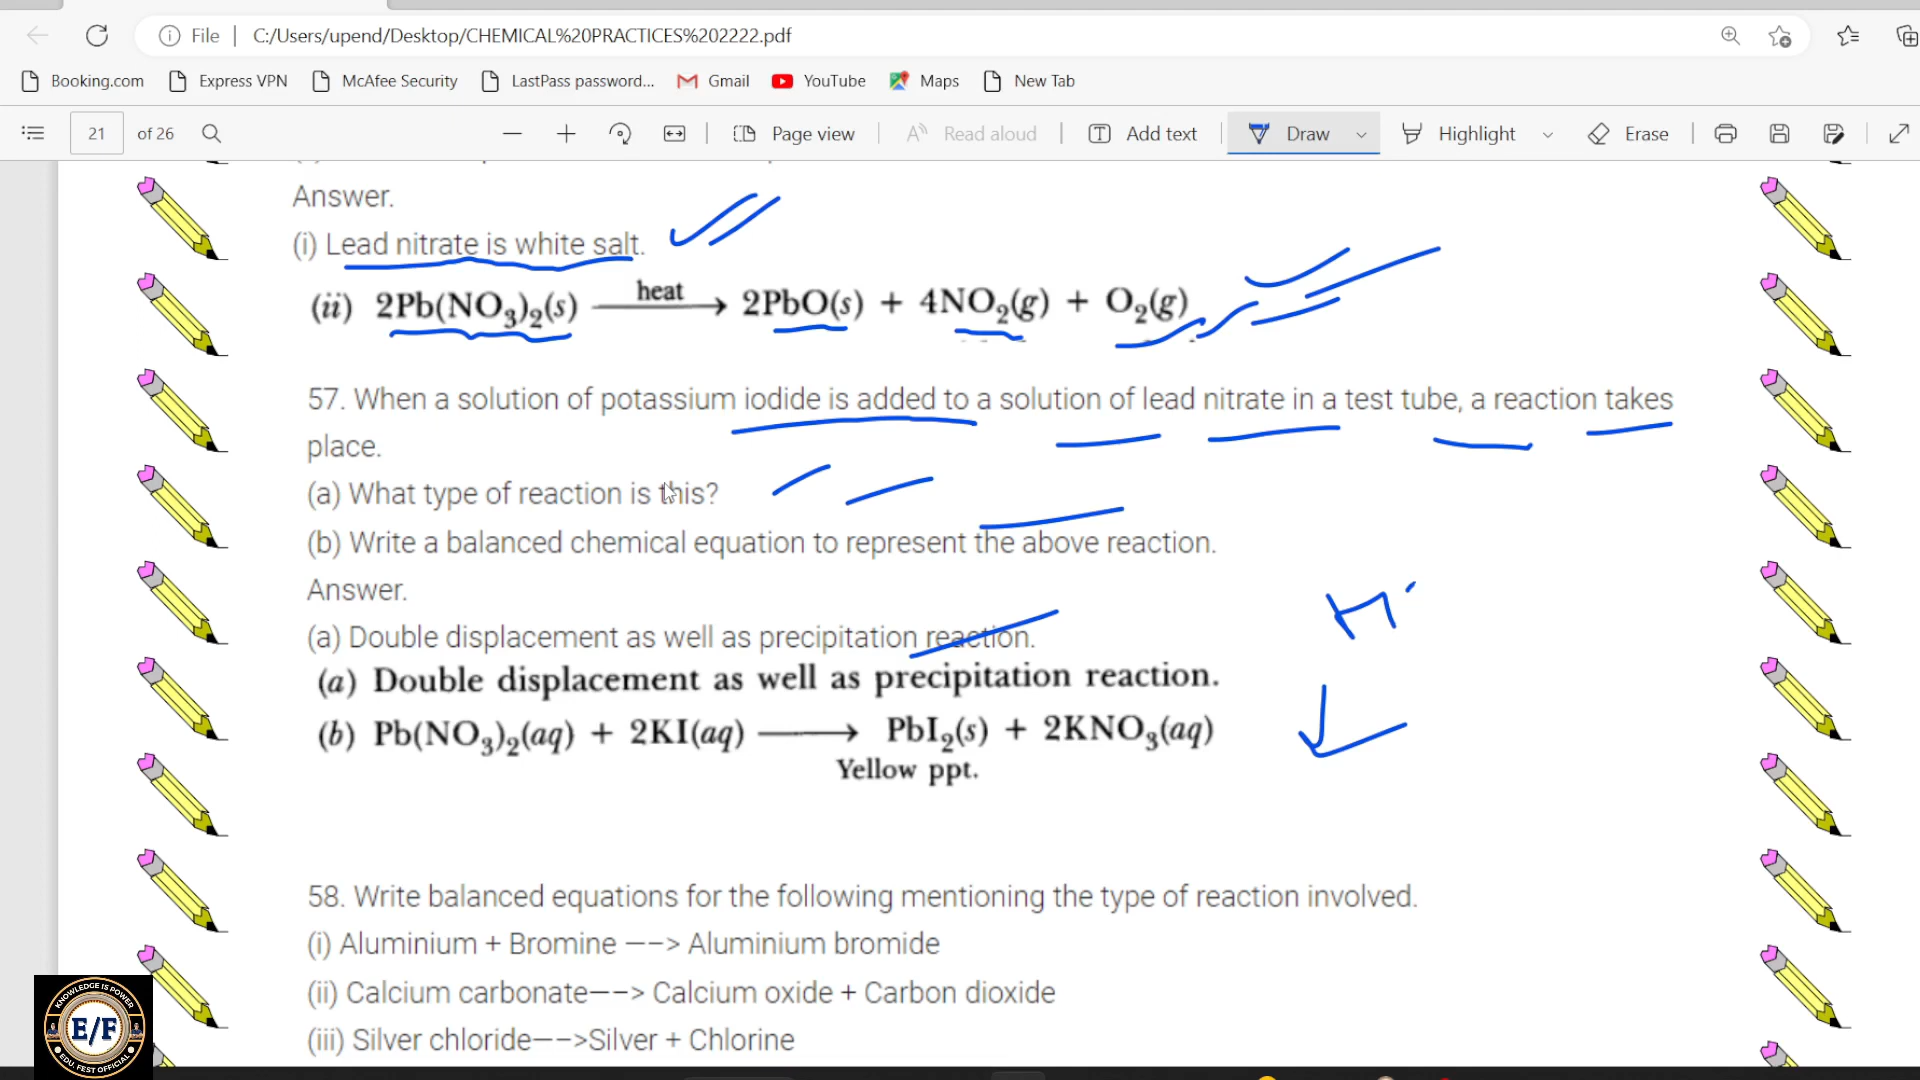 File | C:/Users/upend/Desktop/CHEMICAL%20PRACTICES%202222.pdf
Booking.com Express VPN McAfee Security LastPass password... Gmail YouTube Maps New Tab
21 of 26 Page view Read aloud Add text Draw Highlight Erase
Answer.
(i) Lead nitrate is white salt.
(ii) 2Pb(NO₃)₂(s) heat → 2PbO(s) + 4NO₂(g) + O₂(g)
57. When a solution of potassium iodide is added to a solution of lead nitrate in a test tube, a reaction takes
place.
(a) What type of reaction is this?
(b) Write a balanced chemical equation to represent the above reaction.
Answer.
(a) Double displacement as well as precipitation reaction.
(a) Double displacement as well as precipitation reaction.
(b) Pb(NO₃)₂(aq) + 2KI(aq) → PbI₂(s) + 2KNO₃(aq)
Yellow ppt.
58. Write balanced equations for the following mentioning the type of reaction involved.
(i) Aluminium + Bromine ––> Aluminium bromide
(ii) Calcium carbonate––> Calcium oxide + Carbon dioxide
(iii) Silver chloride––>Silver + Chlorine
KNOWLEDGE IS POWER
E/F
EDU. FEST OFFICIAL